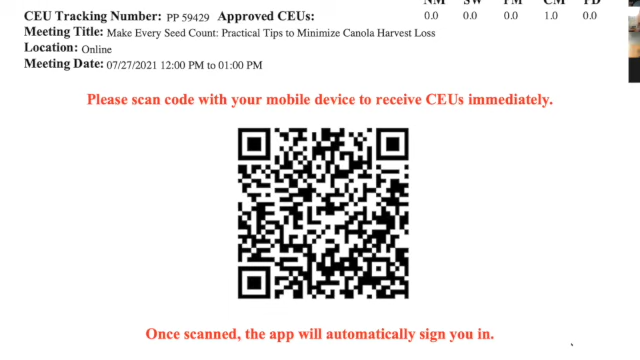 NM SW PM CM PD
CEU Tracking Number: PP 59429 Approved CEUs: 0.0 0.0 0.0 1.0 0.0
Meeting Title: Make Every Seed Count: Practical Tips to Minimize Canola Harvest Loss
Location: Online
Meeting Date: 07/27/2021 12:00 PM to 01:00 PM
Please scan code with your mobile device to receive CEUs immediately.
Once scanned, the app will automatically sign you in.